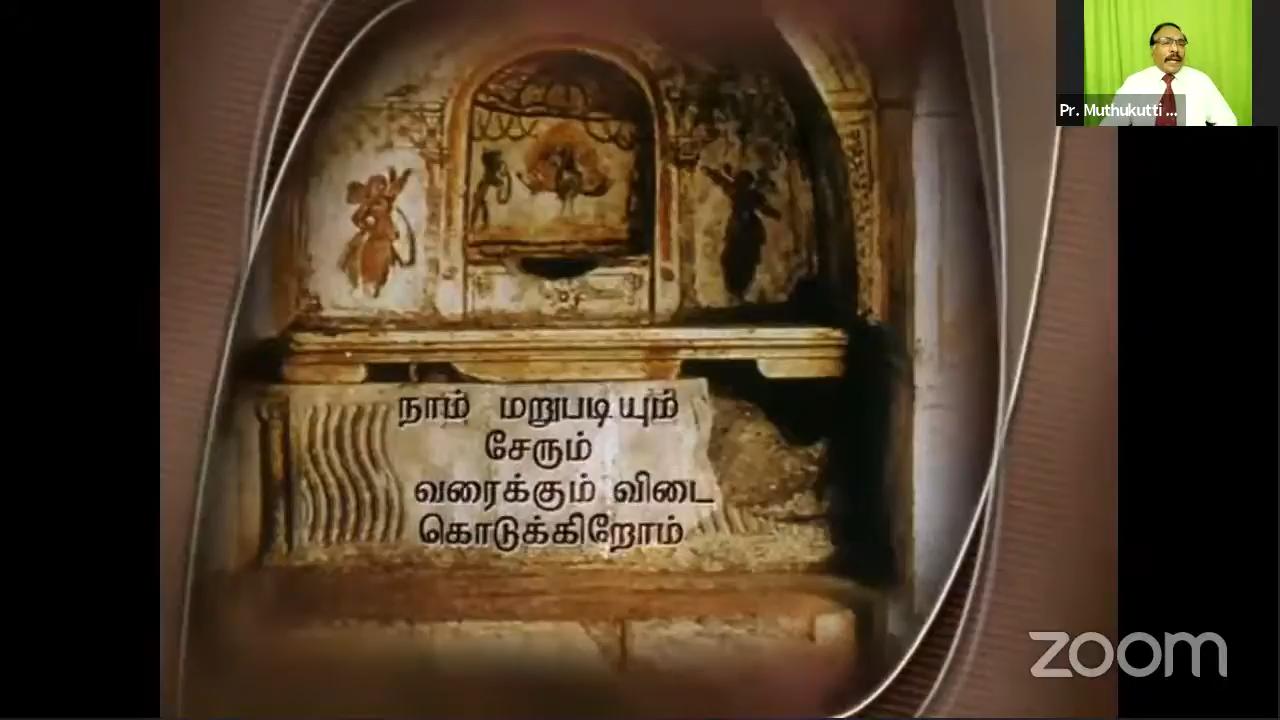 Pr. Muthukutti ...
நாம் மறுபடியும்
சேரும்
வரைக்கும் விடை
கொடுக்கிறோம்
zoom